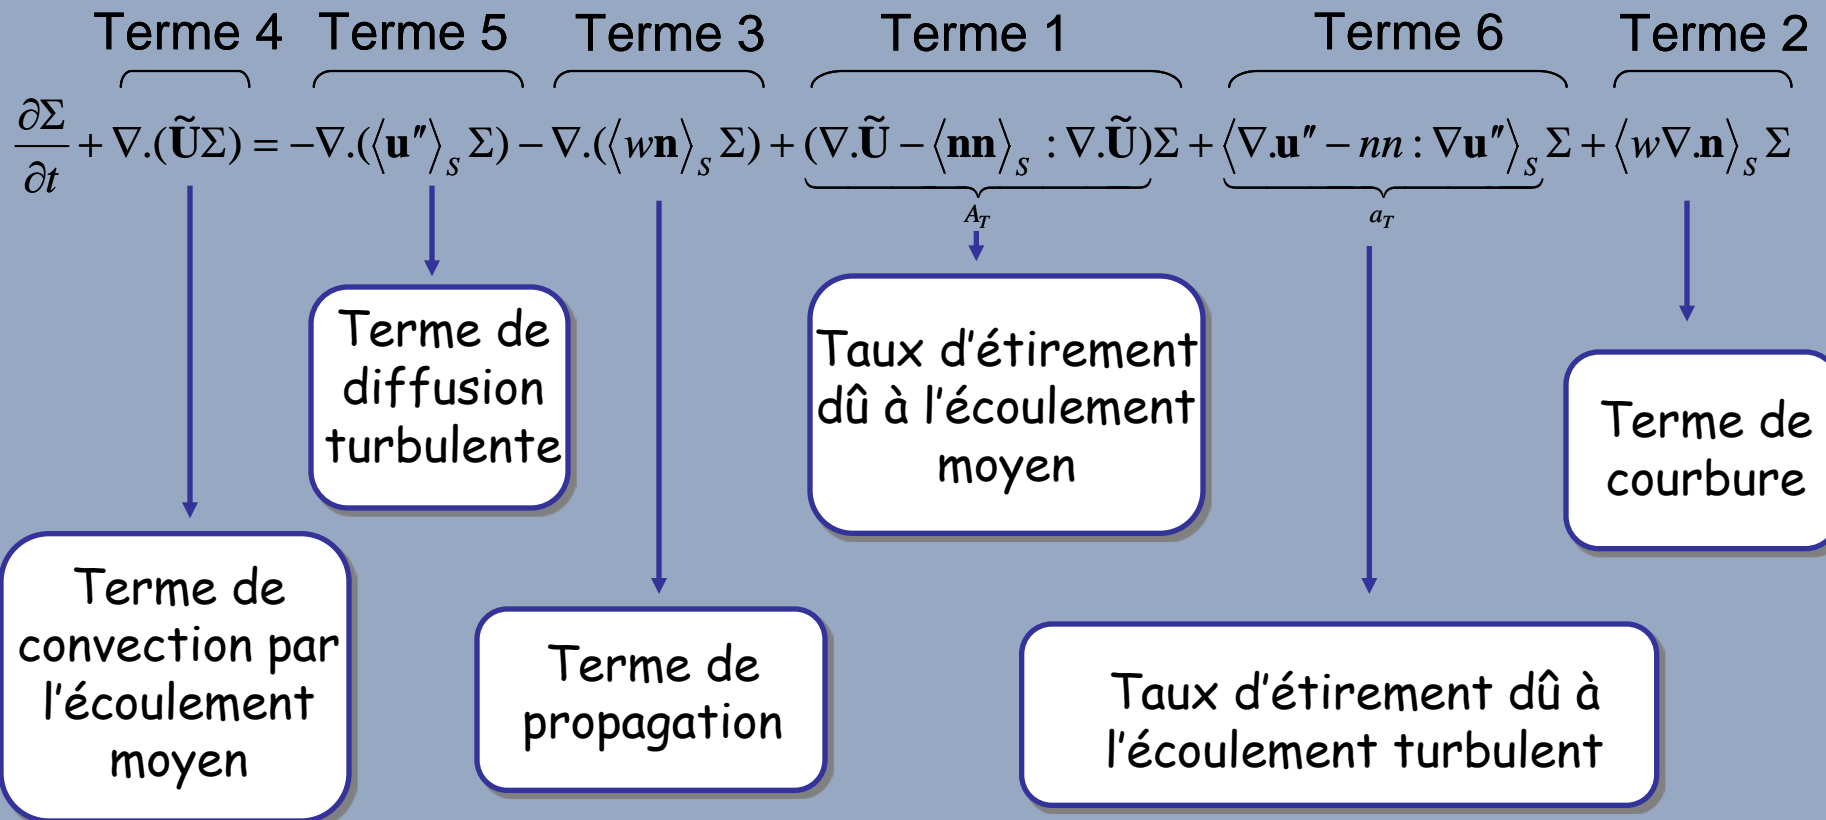 Terme 4 Terme 5 Terme 3 Terme 1 Terme 6 Terme 2
∂Σ/∂t + ∇.(ŨΣ) = −∇.(⟨u″⟩_s Σ) − ∇.(⟨wn⟩_s Σ) + (∇.Ũ − ⟨nn⟩_s : ∇.Ũ)Σ + ⟨∇.u″ − nn : ∇u″⟩_s Σ + ⟨w∇.n⟩_s Σ
A_T a_T
Terme de
diffusion
turbulente
Taux d'étirement
dû à l'écoulement
moyen
Terme de
courbure
Terme de
convection par
l'écoulement
moyen
Terme de
propagation
Taux d'étirement dû à
l'écoulement turbulent